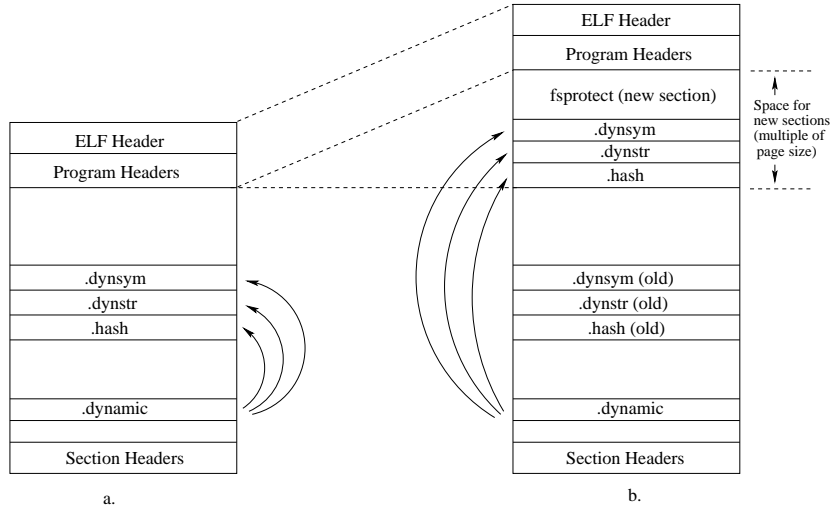 ELF Header
Program Headers
.dynsym
.dynstr
.hash
.dynamic
Section Headers
a.
ELF Header
Program Headers
fsprotect (new section)
.dynsym
.dynstr
.hash
.dynsym (old)
.dynstr (old)
.hash (old)
.dynamic
Section Headers
b.
Space for
new sections
(multiple of
page size)